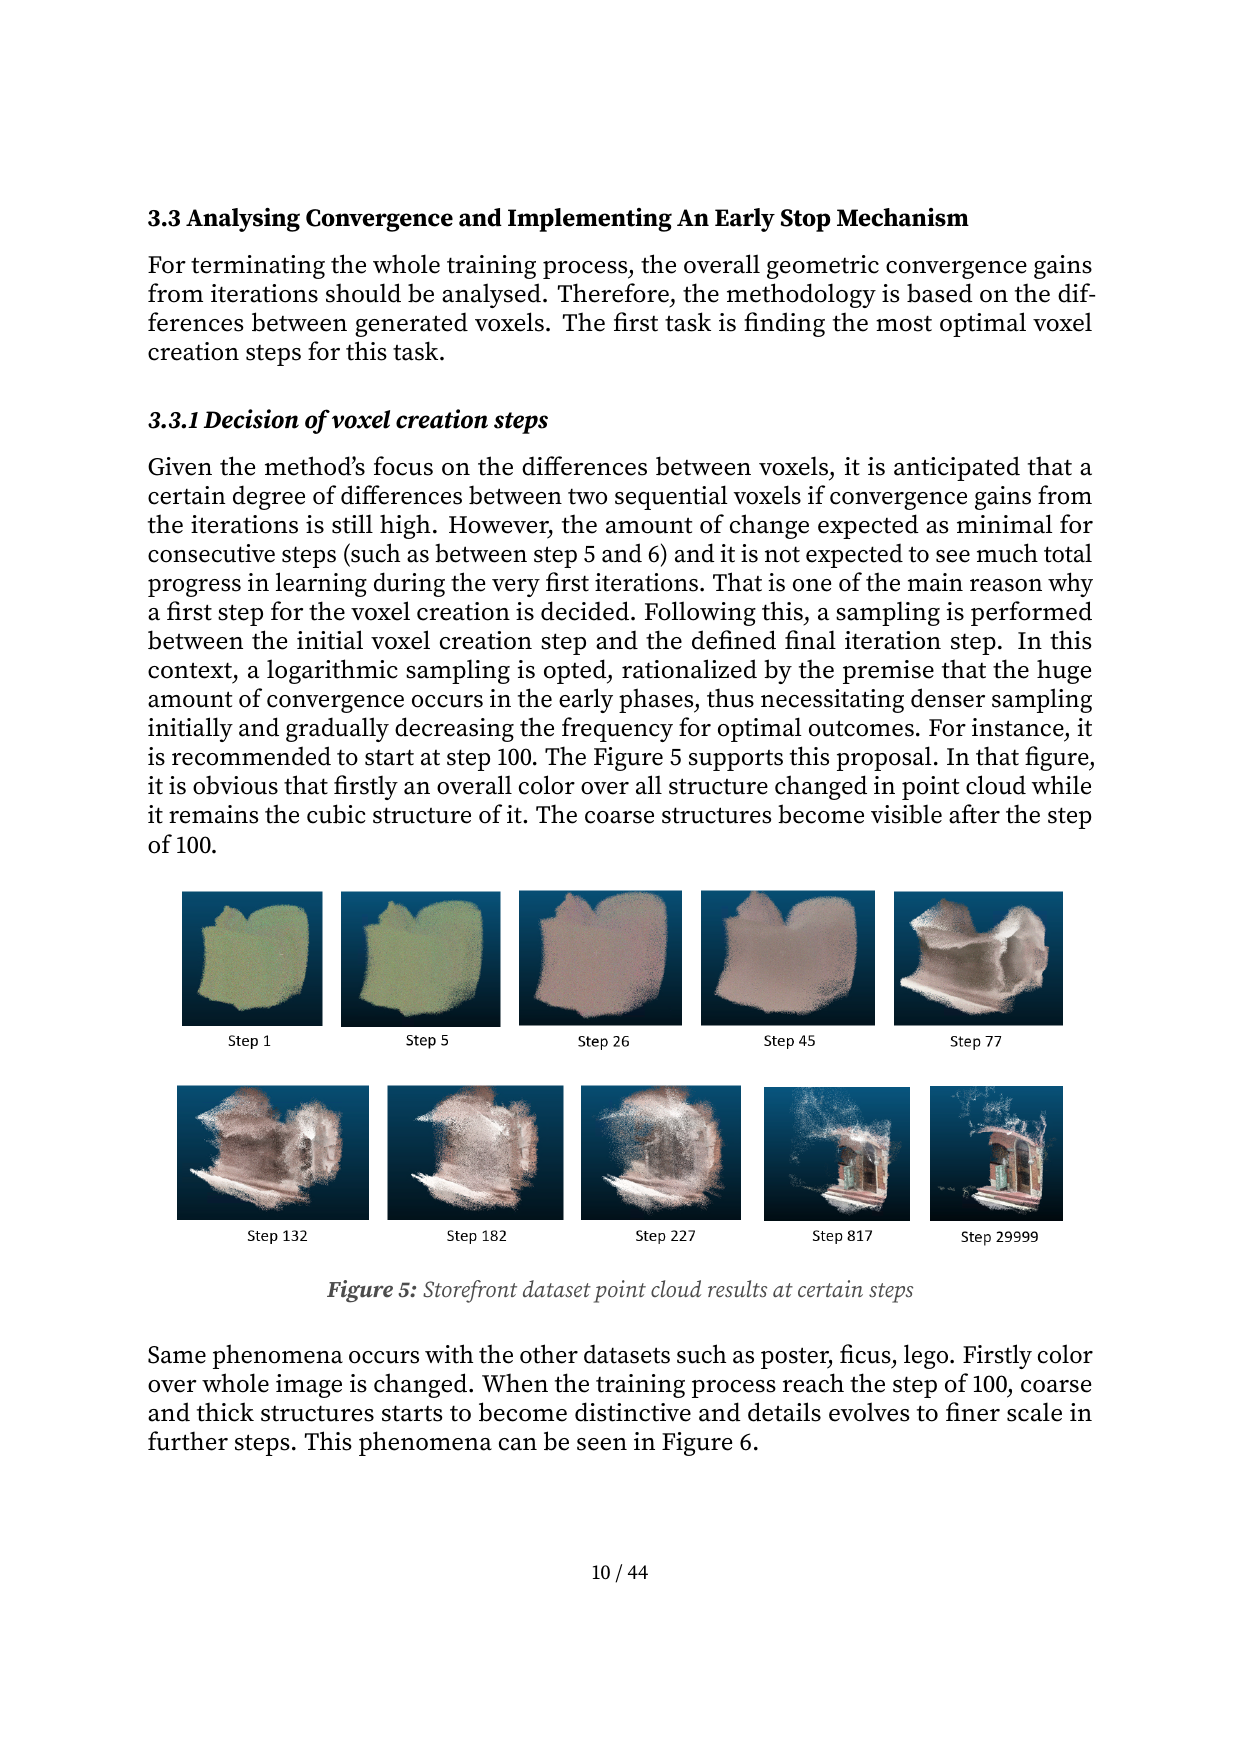 3.3 Analysing Convergence and Implementing An Early Stop Mechanism
For terminating the whole training process, the overall geometric convergence gains
from iterations should be analysed. Therefore, the methodology is based on the dif-
ferences between generated voxels. The first task is finding the most optimal voxel
creation steps for this task.
3.3.1 Decision of voxel creation steps
Given the method's focus on the differences between voxels, it is anticipated that a
certain degree of differences between two sequential voxels if convergence gains from
the iterations is still high. However, the amount of change expected as minimal for
consecutive steps (such as between step 5 and 6) and it is not expected to see much total
progress in learning during the very first iterations. That is one of the main reason why
a first step for the voxel creation is decided. Following this, a sampling is performed
between the initial voxel creation step and the defined final iteration step. In this
context, a logarithmic sampling is opted, rationalized by the premise that the huge
amount of convergence occurs in the early phases, thus necessitating denser sampling
initially and gradually decreasing the frequency for optimal outcomes. For instance, it
is recommended to start at step 100. The Figure 5 supports this proposal. In that figure,
it is obvious that firstly an overall color over all structure changed in point cloud while
it remains the cubic structure of it. The coarse structures become visible after the step
of 100.
Step 1
Step 5
Step 26
Step 45
Step 77
Step 132
Step 182
Step 227
Step 817
Step 29999
Figure 5: Storefront dataset point cloud results at certain steps
Same phenomena occurs with the other datasets such as poster, ficus, lego. Firstly color
over whole image is changed. When the training process reach the step of 100, coarse
and thick structures starts to become distinctive and details evolves to finer scale in
further steps. This phenomena can be seen in Figure 6.
10 / 44